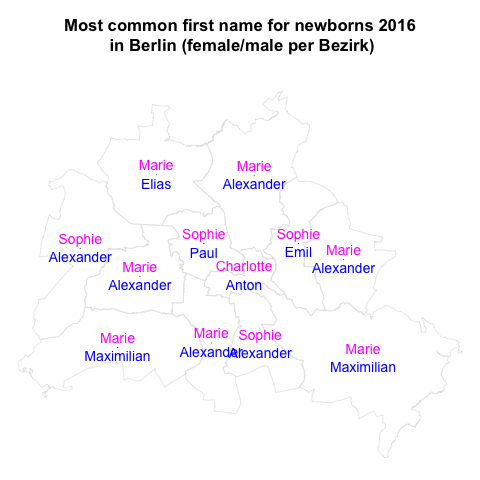 Most common first name for newborns 2016
in Berlin (female/male per Bezirk)
Marie
Elias
Marie
Alexander
Sophie
Alexander
Marie
Alexander
Sophie
Paul
Charlotte
Anton
Sophie
Emil
Marie
Alexander
Marie
Maximilian
Marie
Alexander
Sophie
Alexander
Marie
Maximilian